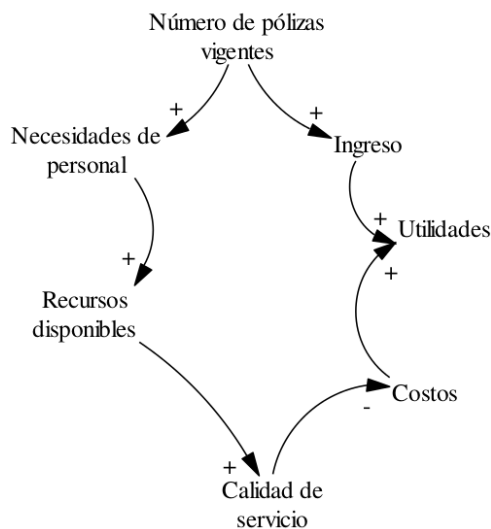 Número de pólizas
vigentes
+
+
Necesidades de
personal
Ingreso
+
Utilidades
+
+
Recursos
disponibles
Costos
-
+
Calidad de
servicio